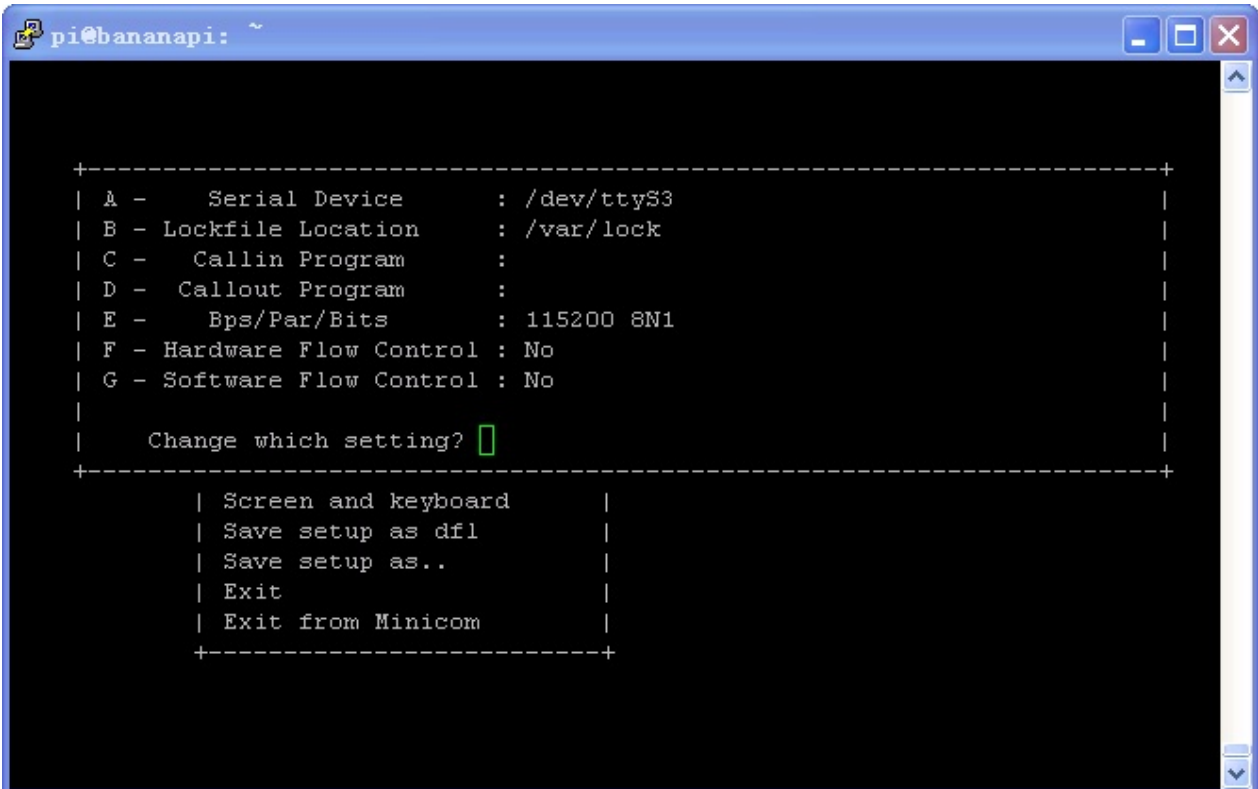 pi@bananapi: ~
+-----------------------------------------------------------------------+
| A -    Serial Device      : /dev/ttyS3                                |
| B - Lockfile Location     : /var/lock                                 |
| C -   Callin Program      :                                           |
| D -  Callout Program      :                                           |
| E -    Bps/Par/Bits       : 115200 8N1                                |
| F - Hardware Flow Control : No                                        |
| G - Software Flow Control : No                                        |
|                                                                       |
|    Change which setting?                                              |
+-----------------------------------------------------------------------+
| Screen and keyboard      |
| Save setup as dfl        |
| Save setup as..          |
| Exit                     |
| Exit from Minicom        |
+--------------------------+